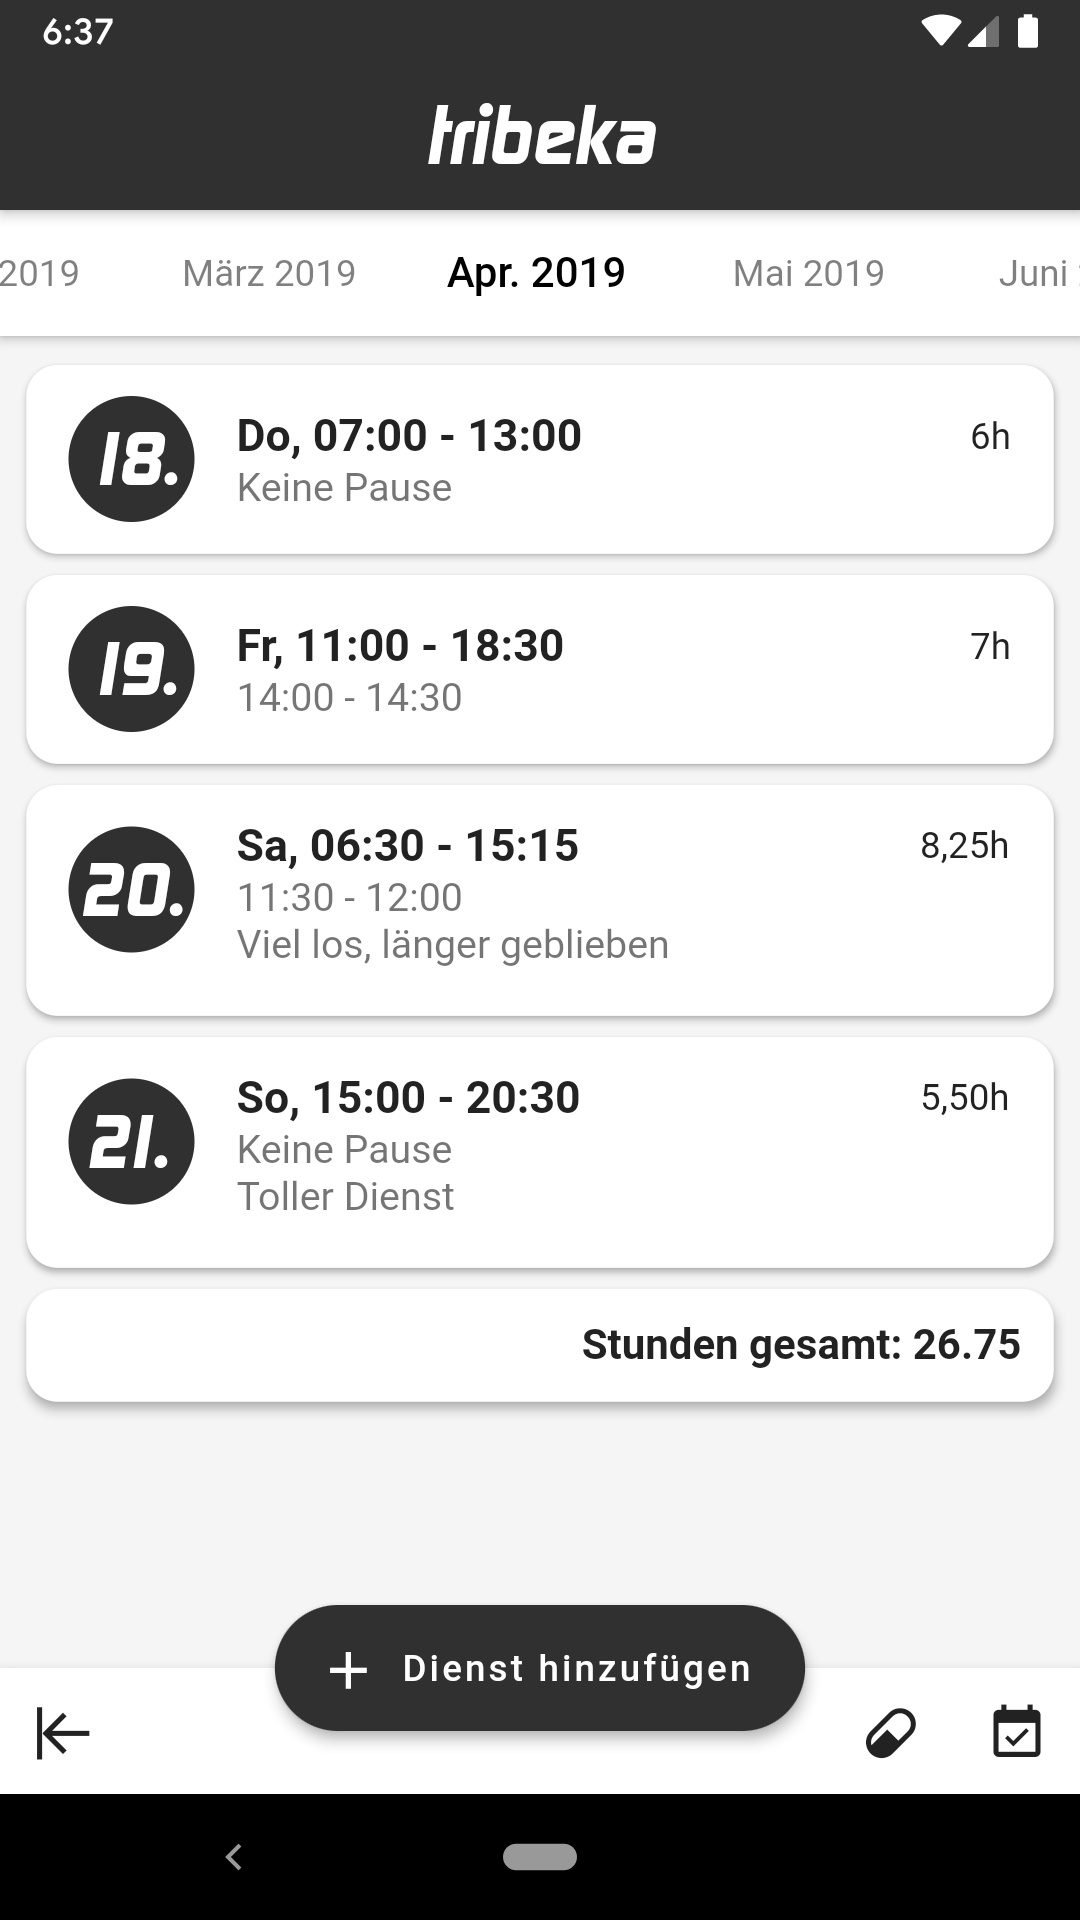 6:37
tribeka
2019 März 2019 Apr. 2019 Mai 2019 Juni
18. Do, 07:00 - 13:00 6h
Keine Pause
19. Fr, 11:00 - 18:30 7h
14:00 - 14:30
20. Sa, 06:30 - 15:15 8,25h
11:30 - 12:00
Viel los, länger geblieben
21. So, 15:00 - 20:30 5,50h
Keine Pause
Toller Dienst
Stunden gesamt: 26.75
+ Dienst hinzufügen